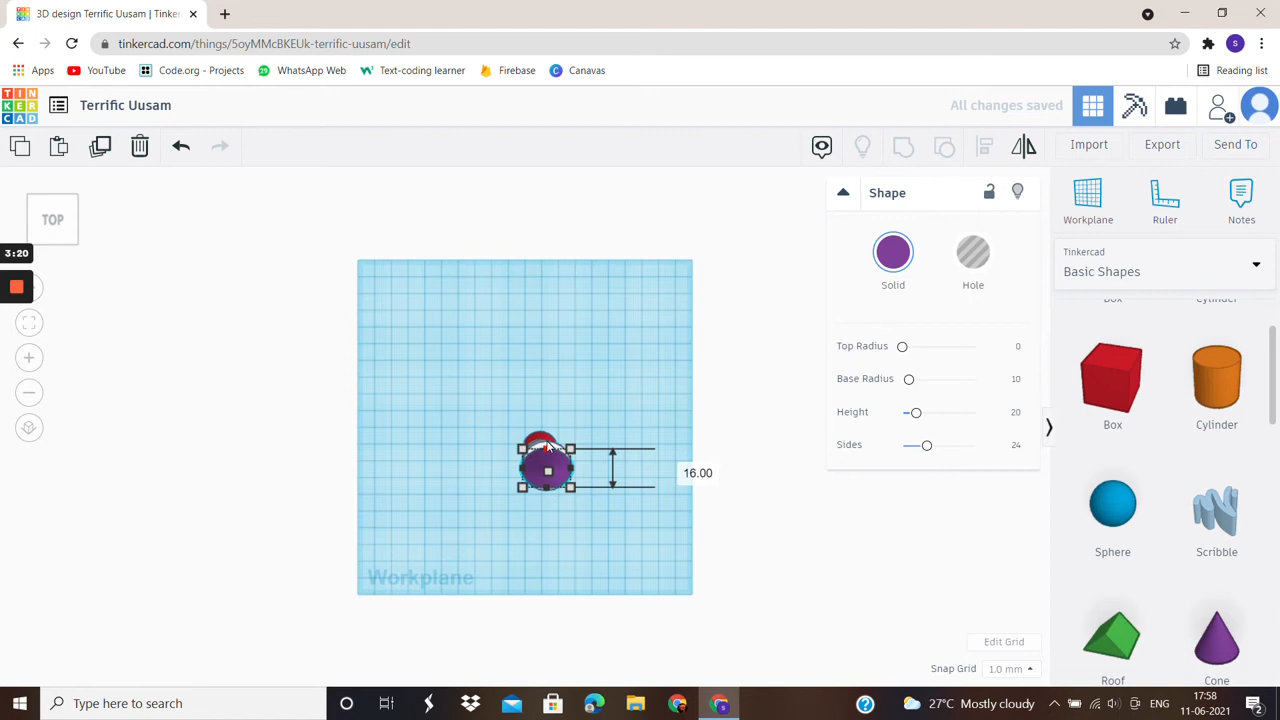 3D design Terrific Uusam | Tinker
tinkercad.com/things/5oyMMcBKEUk-terrific-uusam/edit
S
Apps YouTube Code.org - Projects WhatsApp Web Text-coding learner Firebase Canavas Reading list
TIN
KER
CAD
Terrific Uusam
All changes saved
Import Export Send To
TOP
3:20
Shape
Solid Hole
Top Radius 0
Base Radius 10
Height 20
Sides 24
Workplane Ruler Notes
Tinkercad
Basic Shapes
Box Cylinder
Box Cylinder
Sphere Scribble
Roof Cone
16.00
Workplane
Edit Grid
Snap Grid 1.0 mm
Type here to search
27°C Mostly cloudy
ENG
17:58
11-06-2021
2